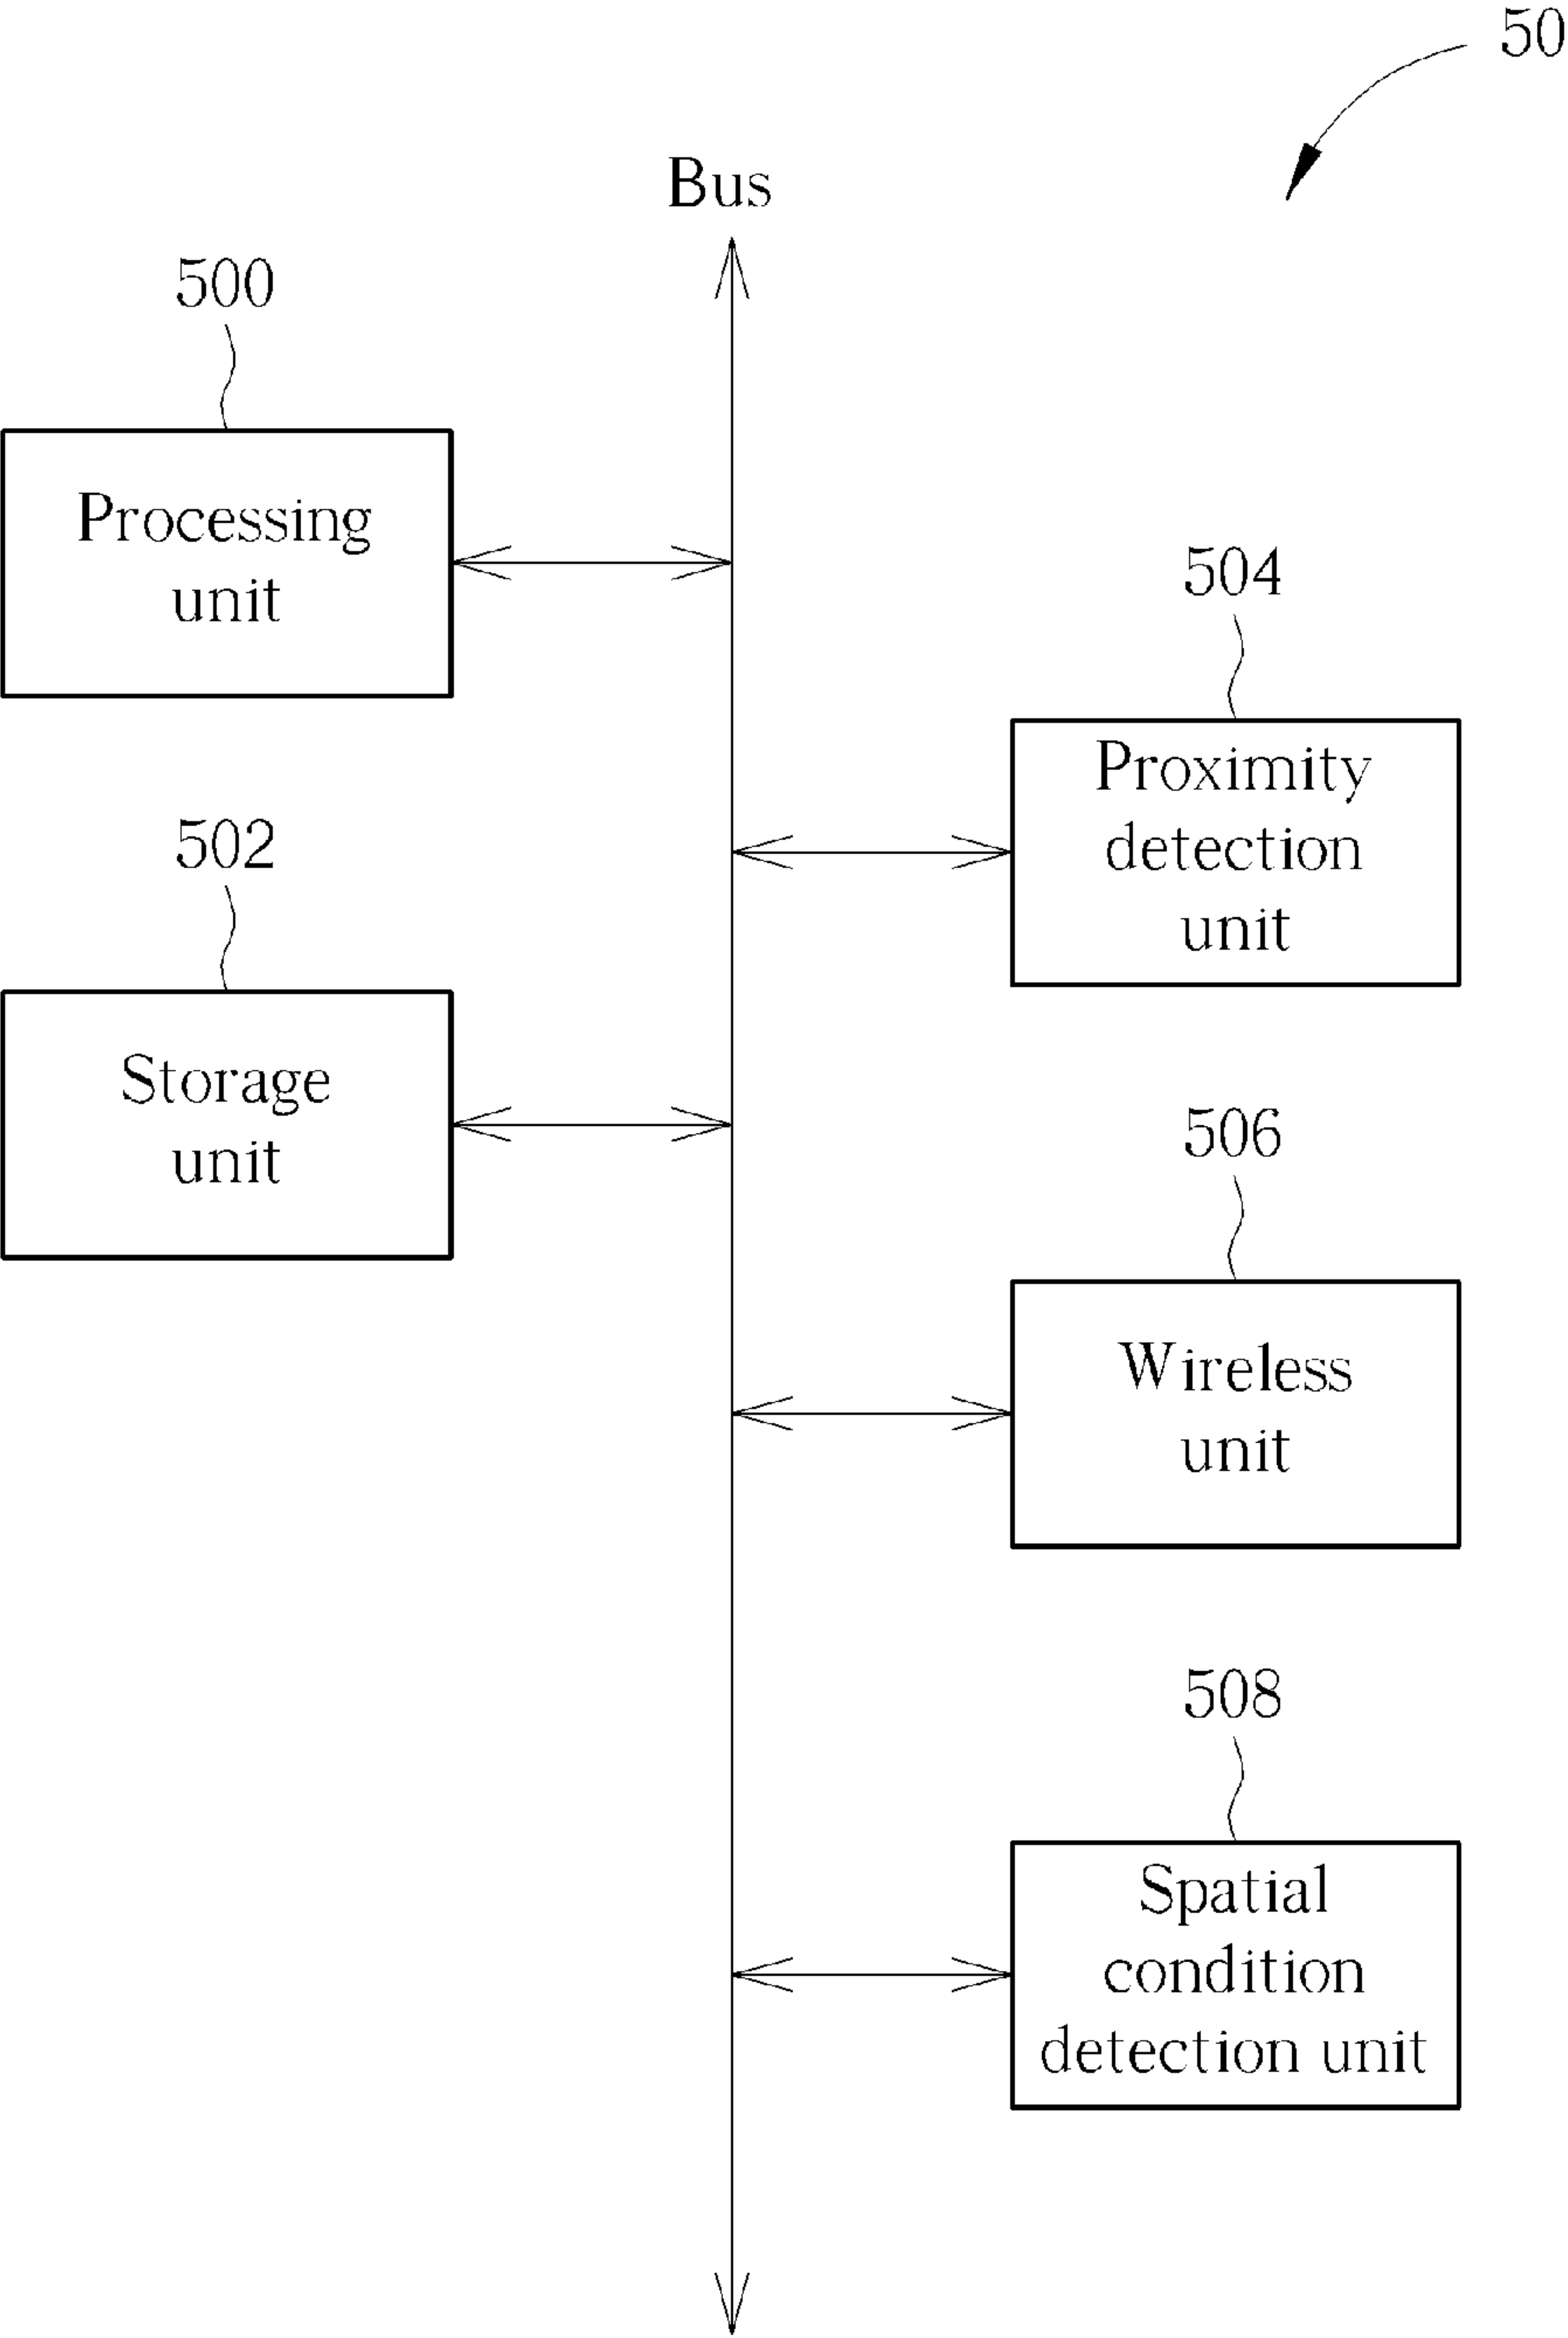 50
Bus
500
Processing
unit
504
Proximity
detection
unit
502
Storage
unit
506
Wireless
unit
508
Spatial
condition
detection unit